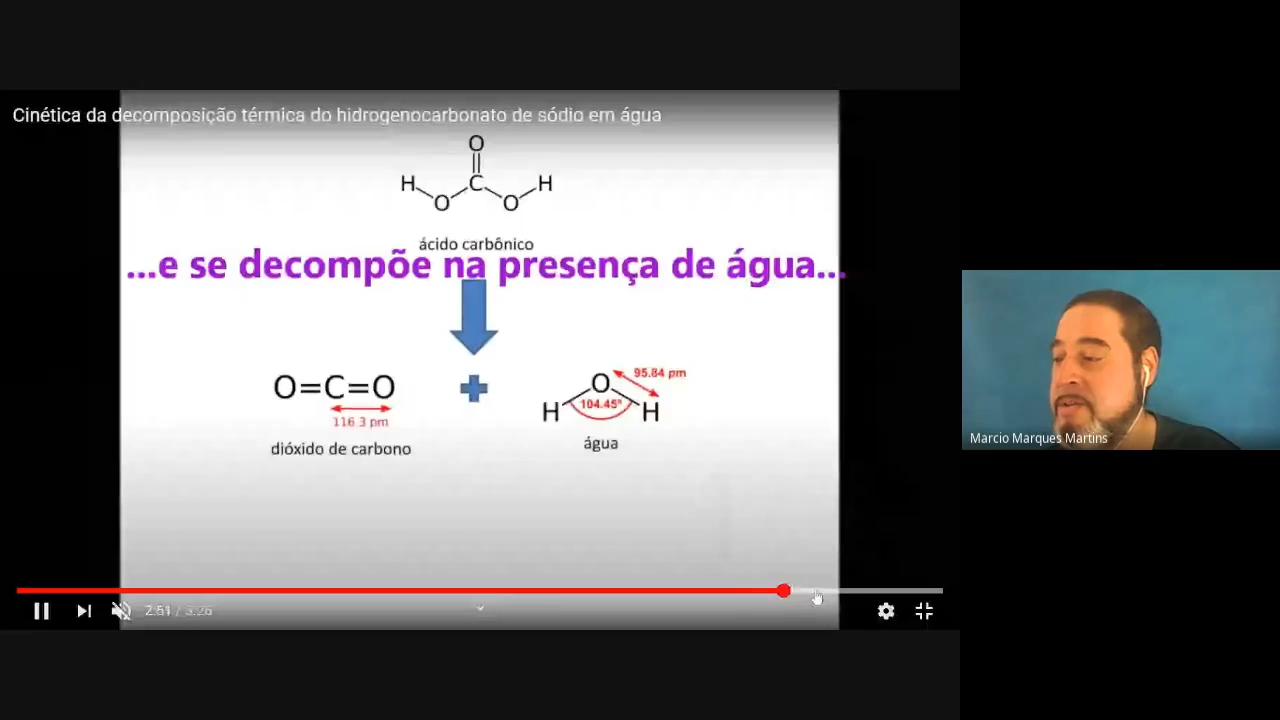 Cinética da decomposição térmica do hidrogenocarbonato de sódio em água
O
H C H
O O
ácido carbônico
...e se decompõe na presença de água...
O=C=O
116.3 pm
dióxido de carbono
O 95.84 pm
H 104.45º H
água
Marcio Marques Martins
2:51 / 3:26